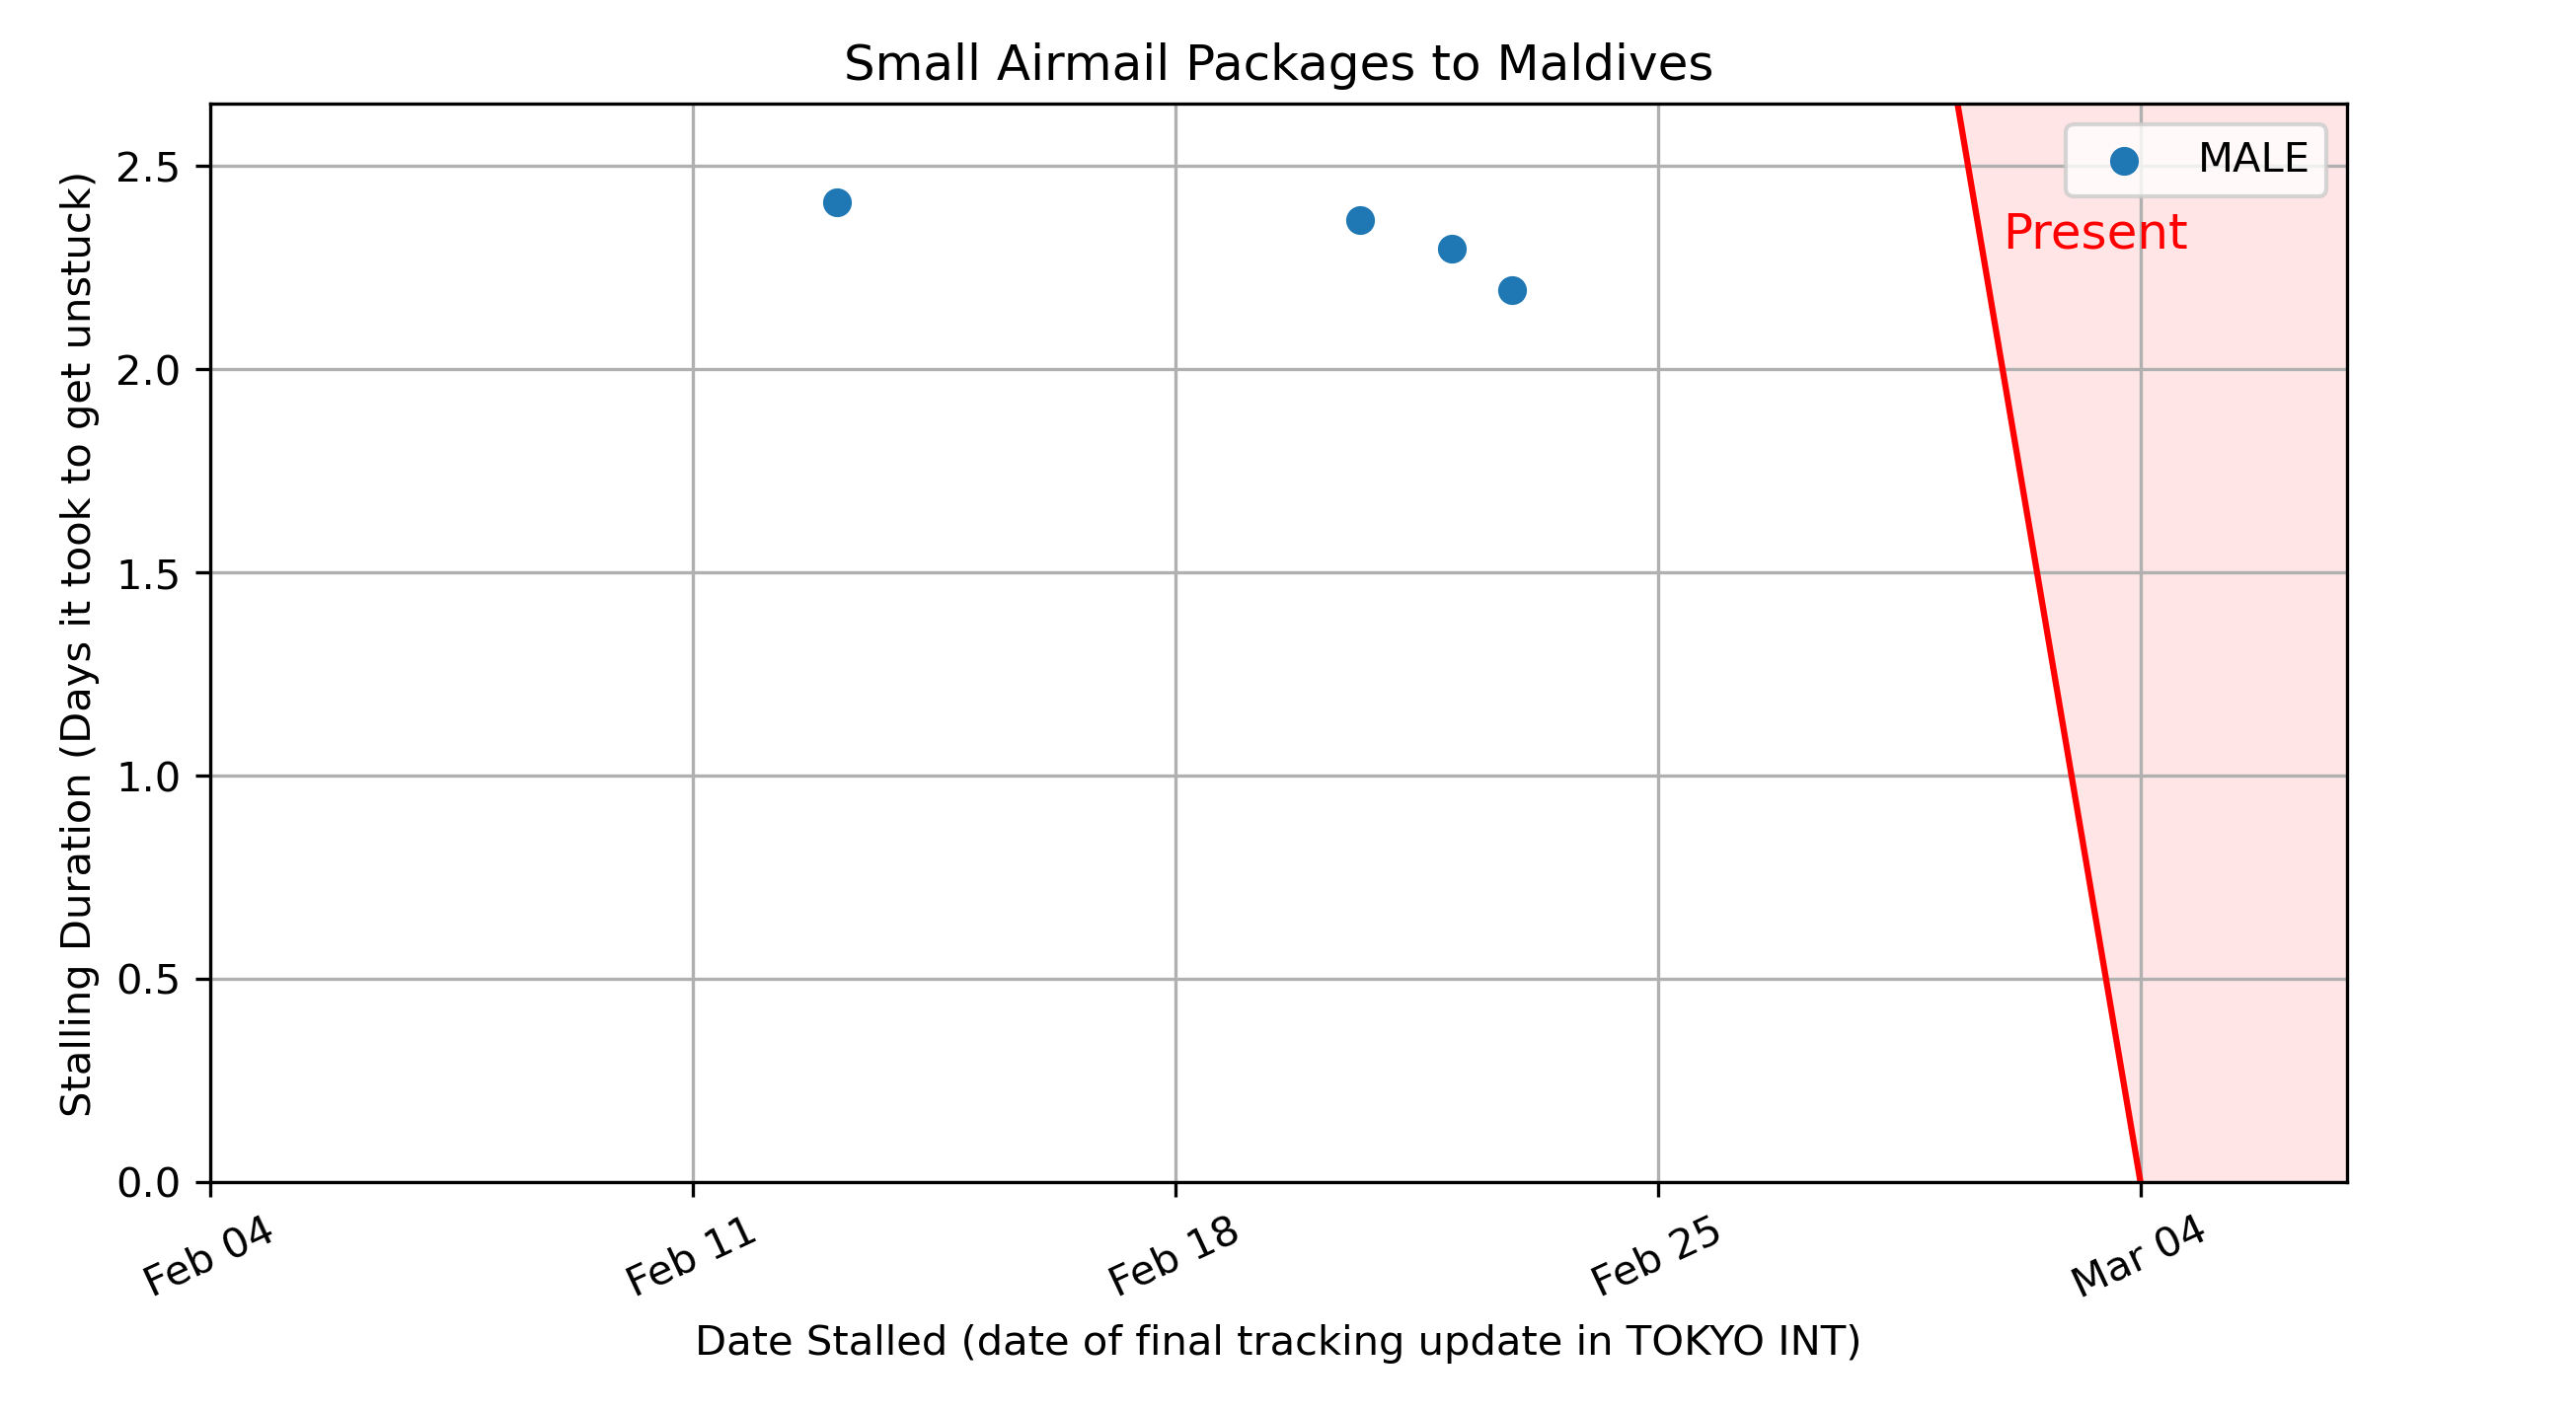 Small Airmail Packages to Maldives
MALE
Present
Stalling Duration (Days it took to get unstuck)
2.5
2.0
1.5
1.0
0.5
0.0
Feb 04
Feb 11
Feb 18
Feb 25
Mar 04
Date Stalled (date of final tracking update in TOKYO INT)